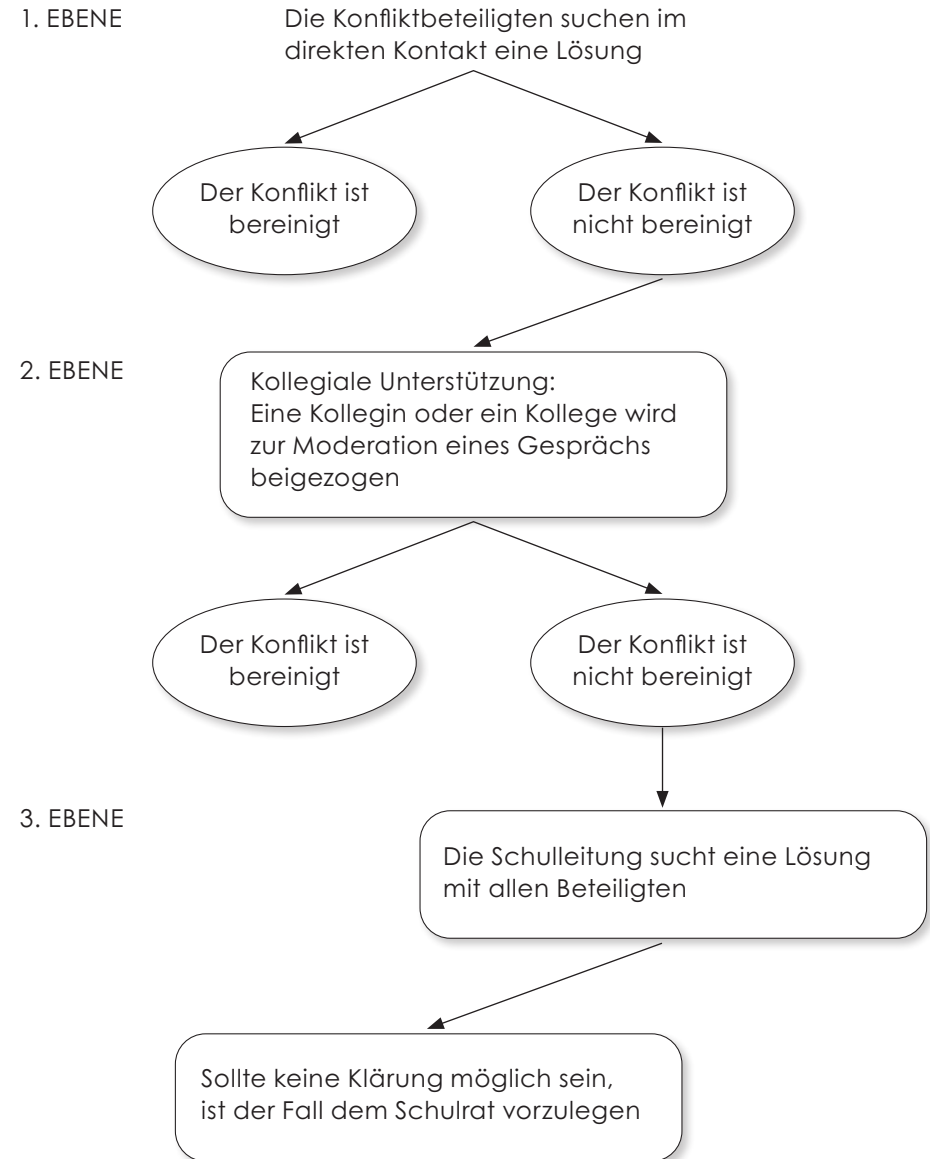 1. EBENE
Die Konfliktbeteiligten suchen im
direkten Kontakt eine Lösung
Der Konflikt ist
bereinigt
Der Konflikt ist
nicht bereinigt
2. EBENE
Kollegiale Unterstützung:
Eine Kollegin oder ein Kollege wird
zur Moderation eines Gesprächs
beigezogen
Der Konflikt ist
bereinigt
Der Konflikt ist
nicht bereinigt
3. EBENE
Die Schulleitung sucht eine Lösung
mit allen Beteiligten
Sollte keine Klärung möglich sein,
ist der Fall dem Schulrat vorzulegen